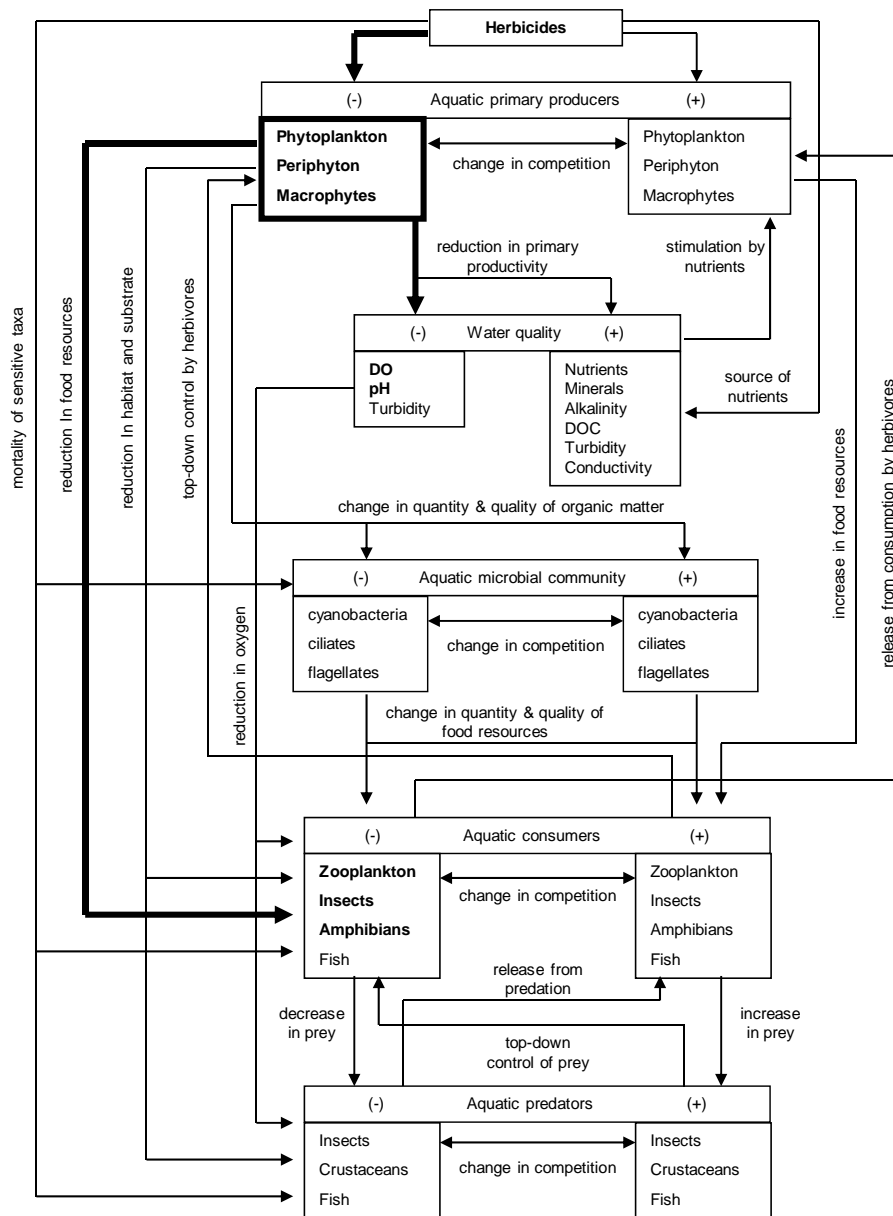 Herbicides
(-) Aquatic primary producers (+)
Phytoplankton
Periphyton
Macrophytes
change in competition
Phytoplankton
Periphyton
Macrophytes
reduction in primary
productivity
stimulation by
nutrients
(-) Water quality (+)
DO
pH
Turbidity
Nutrients
Minerals
Alkalinity
DOC
Turbidity
Conductivity
source of
nutrients
mortality of sensitive taxa
reduction In food resources
reduction In habitat and substrate
top-down control by herbivores
increase in food resources
release from consumption by herbivores
change in quantity & quality of organic matter
(-) Aquatic microbial community (+)
cyanobacteria
ciliates
flagellates
change in competition
cyanobacteria
ciliates
flagellates
reduction in oxygen
change in quantity & quality of
food resources
(-) Aquatic consumers (+)
Zooplankton
Insects
Amphibians
Fish
change in competition
Zooplankton
Insects
Amphibians
Fish
release from
predation
decrease
in prey
increase
in prey
top-down
control of prey
(-) Aquatic predators (+)
Insects
Crustaceans
Fish
change in competition
Insects
Crustaceans
Fish